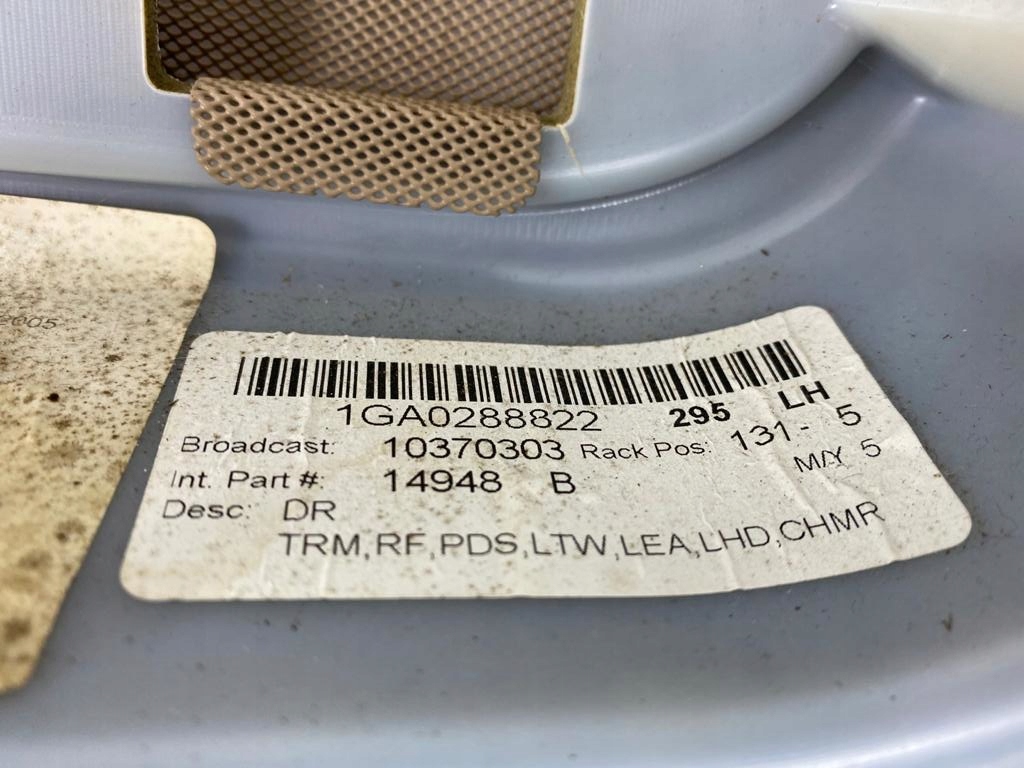 2005
1GA0288822 295 LH
Broadcast: 10370303 Rack Pos: 131- 5
Int. Part #: 14948 B MAY 5
Desc: DR
TRM,RF,PDS,LTW,LEA,LHD,CHMR